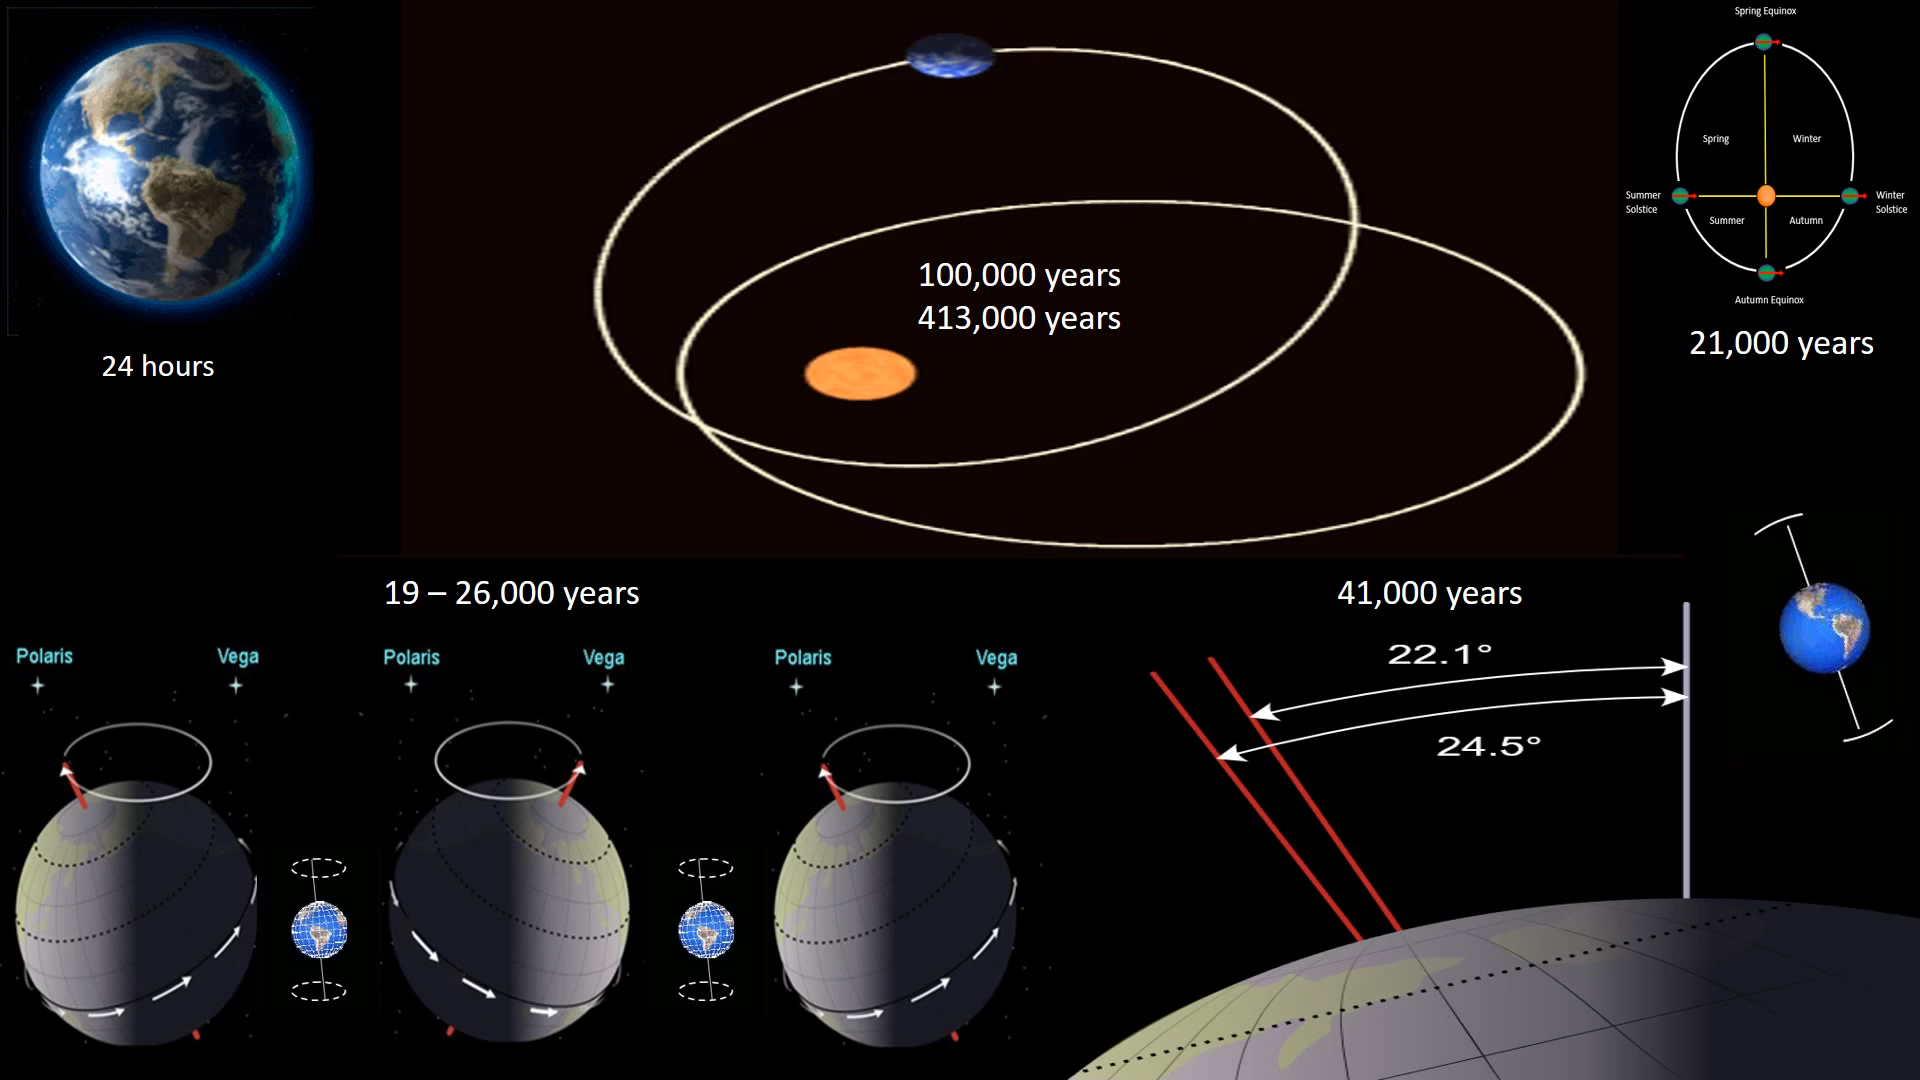 24 hours
100,000 years
413,000 years
Spring Equinox
Spring
Winter
Summer
Solstice
Winter
Solstice
Summer
Autumn
Autumn Equinox
21,000 years
19 – 26,000 years
Polaris
Vega
Polaris
Vega
Polaris
Vega
41,000 years
22.1°
24.5°